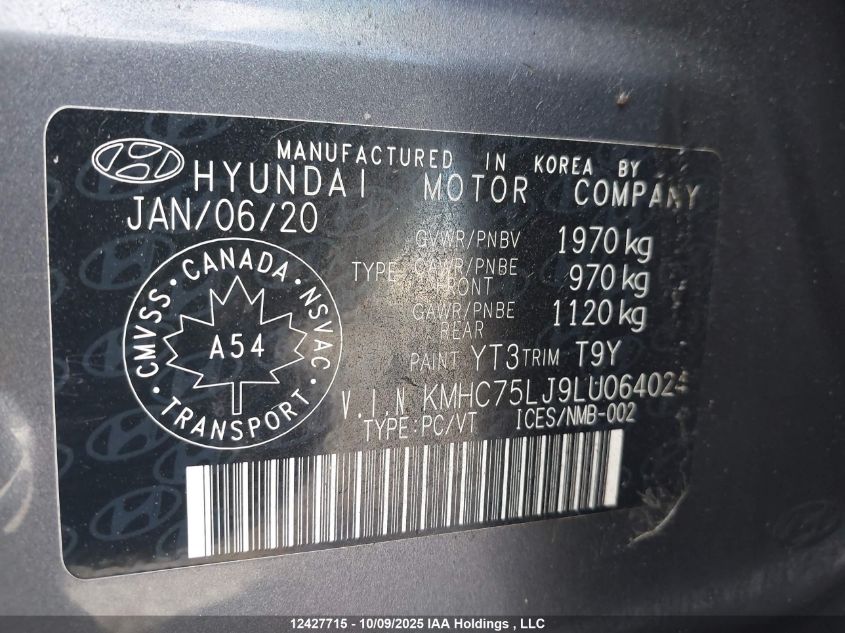 MANUFACTURED IN KOREA BY
HYUNDAI MOTOR COMPANY
JAN/06/20
GVWR/PNBV 1970 kg
TYPE GAWR/PNBE FRONT 970 kg
GAWR/PNBE REAR 1120 kg
PAINT YT3 TRIM T9Y
V.I.N KMHC75LJ9LU064024
TYPE:PC/VT ICES/NMB-002
CMVSS • CANADA • NSVAC • TRANSPORT •
A54
12427715 - 10/09/2025 IAA Holdings , LLC